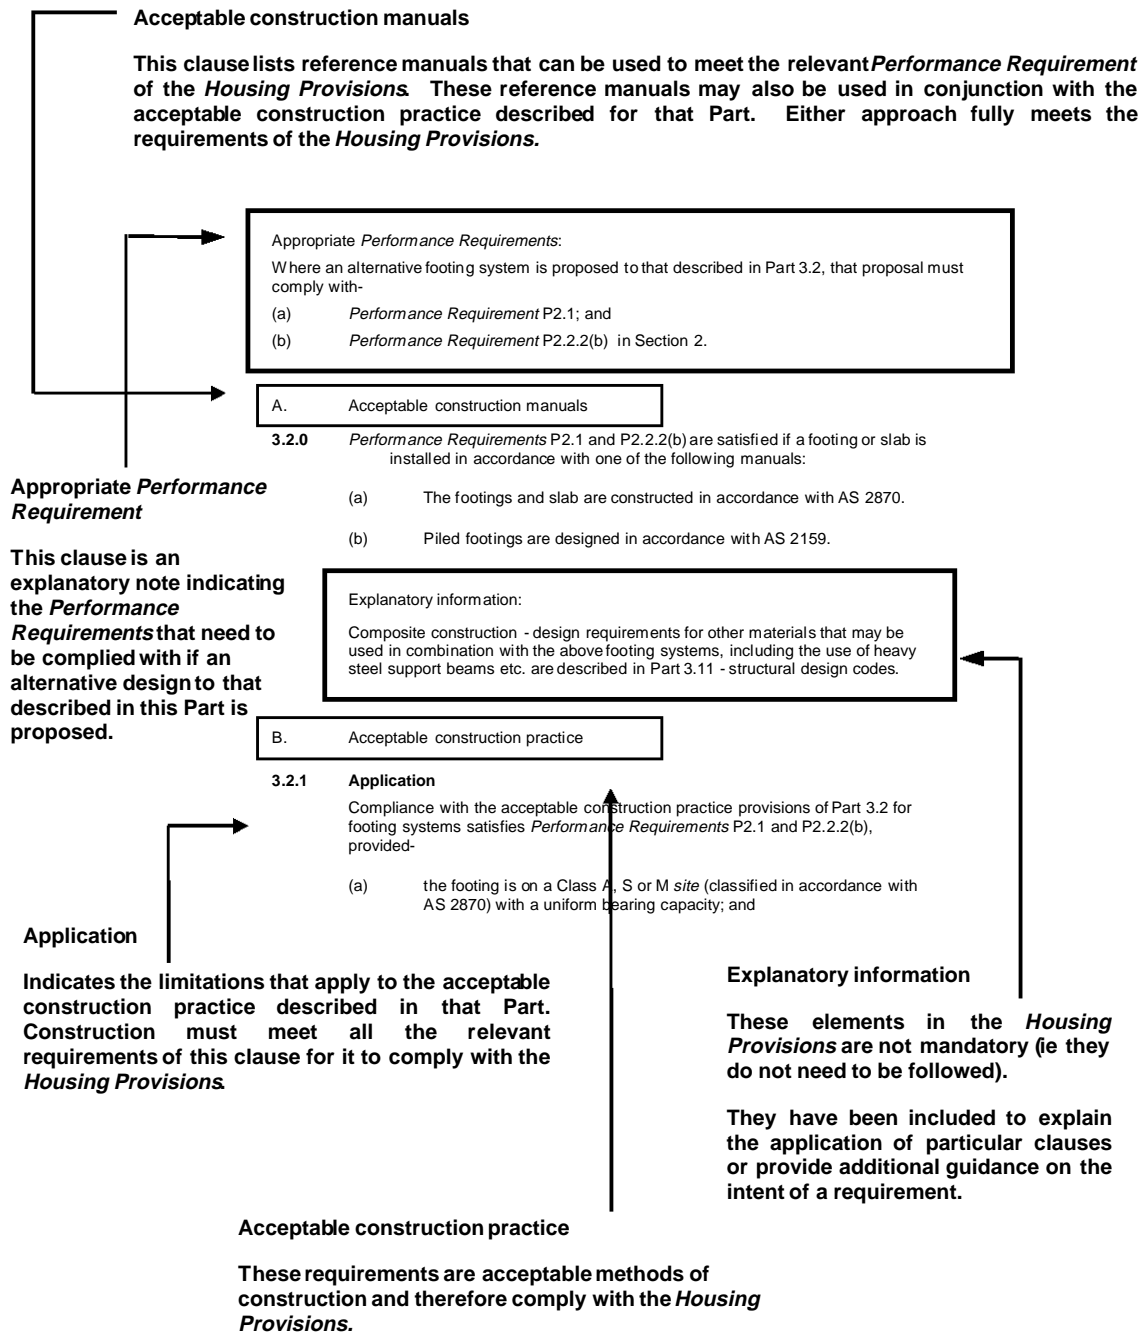 Acceptable construction manuals
This clause lists reference manuals that can be used to meet the relevant Performance Requirement
of the Housing Provisions. These reference manuals may also be used in conjunction with the
acceptable construction practice described for that Part. Either approach fully meets the
requirements of the Housing Provisions.
Appropriate Performance Requirements:
Where an alternative footing system is proposed to that described in Part 3.2, that proposal must
comply with-
(a) Performance Requirement P2.1; and
(b) Performance Requirement P2.2.2(b) in Section 2.
A. Acceptable construction manuals
3.2.0 Performance Requirements P2.1 and P2.2.2(b) are satisfied if a footing or slab is
installed in accordance with one of the following manuals:
(a) The footings and slab are constructed in accordance with AS 2870.
(b) Piled footings are designed in accordance with AS 2159.
Appropriate Performance
Requirement
This clause is an
explanatory note indicating
the Performance
Requirements that need to
be complied with if an
alternative design to that
described in this Part is
proposed.
Explanatory information:
Composite construction - design requirements for other materials that may be
used in combination with the above footing systems, including the use of heavy
steel support beams etc. are described in Part 3.11 - structural design codes.
B. Acceptable construction practice
3.2.1 Application
Compliance with the acceptable construction practice provisions of Part 3.2 for
footing systems satisfies Performance Requirements P2.1 and P2.2.2(b),
provided-
(a) the footing is on a Class A, S or M site (classified in accordance with
AS 2870) with a uniform bearing capacity; and
Application
Indicates the limitations that apply to the acceptable
construction practice described in that Part.
Construction must meet all the relevant
requirements of this clause for it to comply with the
Housing Provisions.
Explanatory information
These elements in the Housing
Provisions are not mandatory (ie they
do not need to be followed).
They have been included to explain
the application of particular clauses
or provide additional guidance on the
intent of a requirement.
Acceptable construction practice
These requirements are acceptable methods of
construction and therefore comply with the Housing
Provisions.